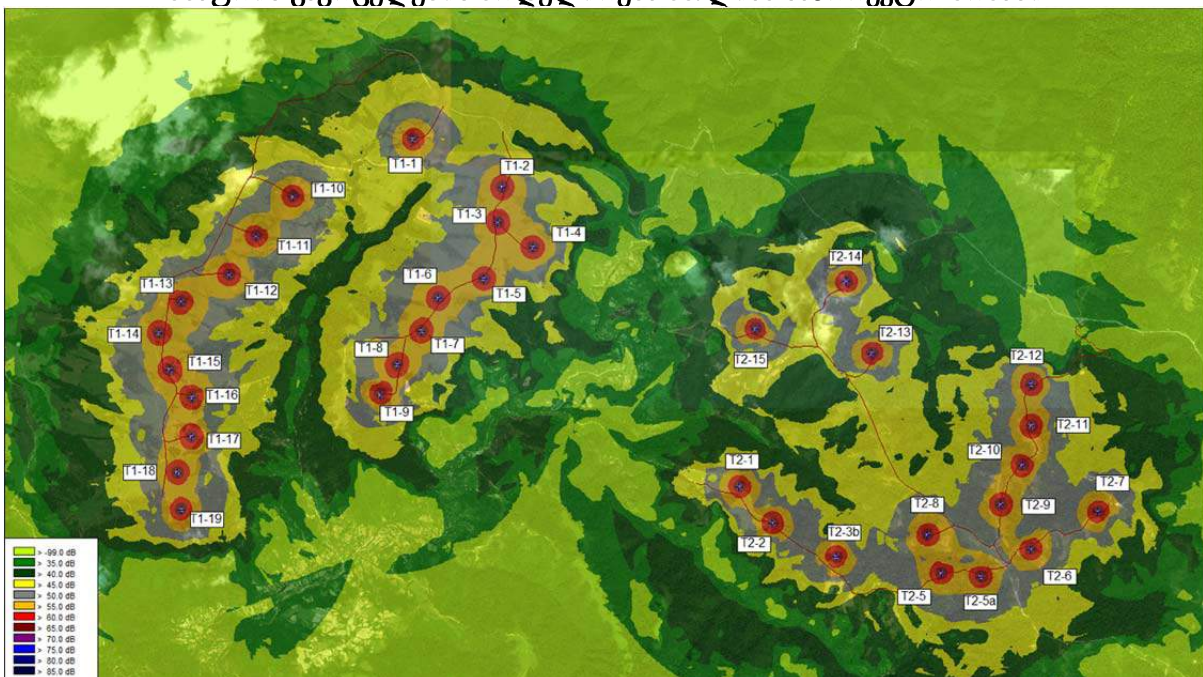 T1-1
T1-2
T1-10
T1-3
T1-4
T1-11
T1-12
T1-5
T1-6
T1-13
T1-14
T1-7
T1-8
T1-15
T1-16
T1-9
T1-17
T1-18
T1-19
T2-14
T2-13
T2-15
T2-12
T2-11
T2-10
T2-1
T2-7
T2-8
T2-9
T2-2
T2-3b
T2-6
T2-5
T2-5a
> -99.0 dB
> 35.0 dB
> 40.0 dB
> 45.0 dB
> 50.0 dB
> 55.0 dB
> 60.0 dB
> 65.0 dB
> 70.0 dB
> 75.0 dB
> 80.0 dB
> 85.0 dB